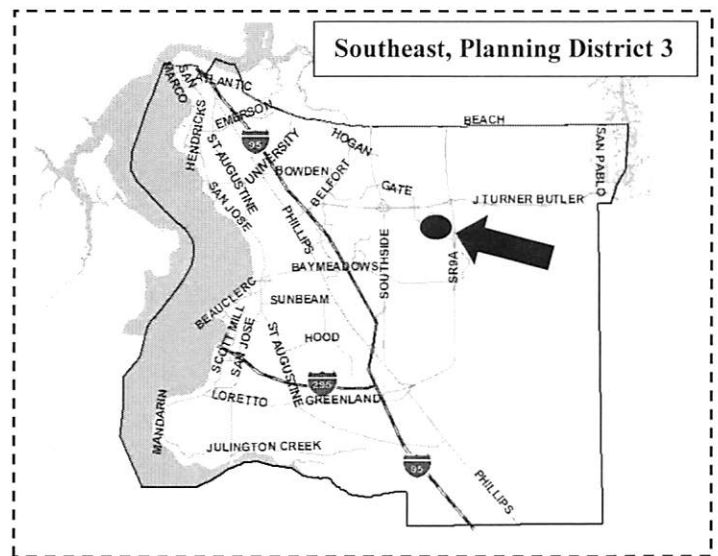 Southeast, Planning District 3
SAN
MARCO
ATLANTIC
EMERSON
HENDRICKS
95
HOGAN
BEACH
SAN PABLO
ST AUGUSTINE
UNIVERSITY
BOWDEN
BELFORT
GATE
J TURNER BUTLER
SAN JOSE
PHILLIPS
SOUTHSIDE
SR9A
BAYMEADOWS
BEAUCLERC
SUNBEAM
SCOTT MILL
SAN JOSE
ST AUGUSTINE
HOOD
295
LORETTO
GREENLAND
MANDARIN
JULINGTON CREEK
95
PHILLIPS